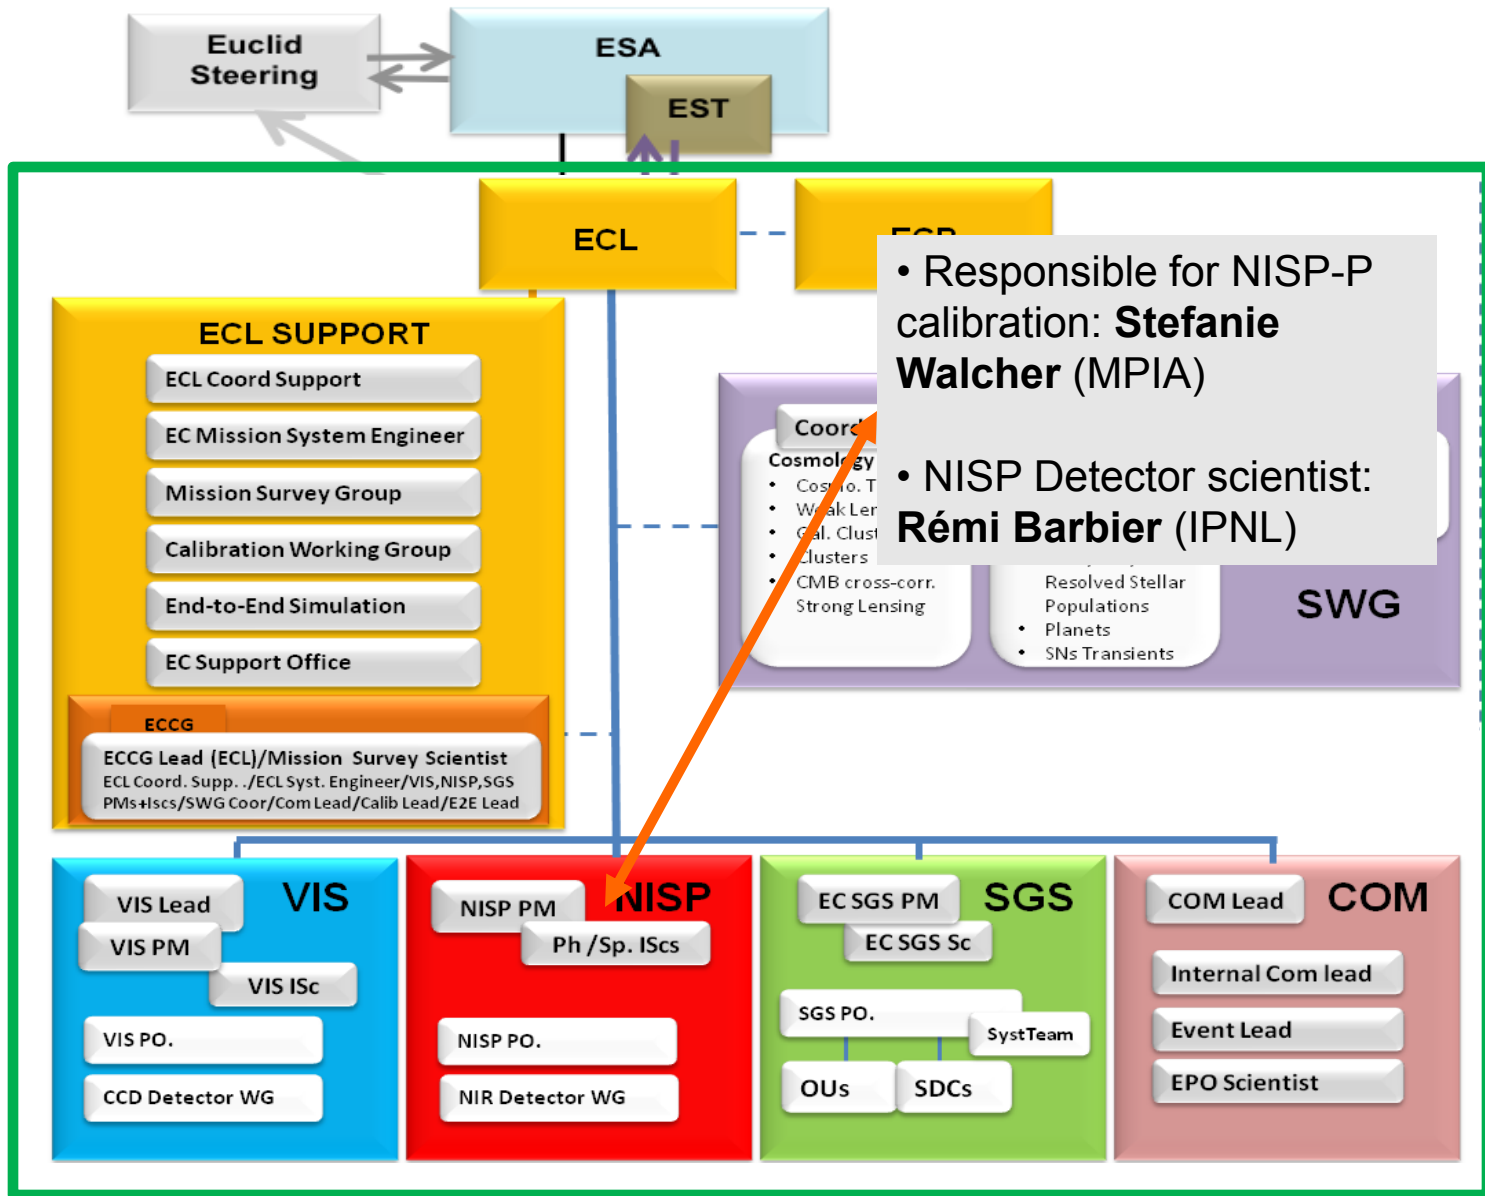 Euclid
Steering
ESA
EST
ECL
• Responsible for NISP-P
calibration: Stefanie
Walcher (MPIA)
• NISP Detector scientist:
Rémi Barbier (IPNL)
ECL SUPPORT
ECL Coord Support
EC Mission System Engineer
Mission Survey Group
Calibration Working Group
End-to-End Simulation
EC Support Office
ECCG
ECCG Lead (ECL)/Mission Survey Scientist
ECL Coord. Supp. ./ECL Syst. Engineer/VIS,NISP,SGS
PMs+Iscs/SWG Coor/Com Lead/Calib Lead/E2E Lead
Cosmology
• Cosmo.
• Weak
• Gal.
• Clusters
• CMB cross-corr.
Strong Lensing
Resolved Stellar
Populations
• Planets
• SNs Transients
SWG
VIS
VIS Lead
VIS PM
VIS ISc
VIS PO.
CCD Detector WG
NISP
NISP PM
Ph /Sp. IScs
NISP PO.
NIR Detector WG
SGS
EC SGS PM
EC SGS Sc
SGS PO.
SystTeam
OUs
SDCs
COM
COM Lead
Internal Com lead
Event Lead
EPO Scientist